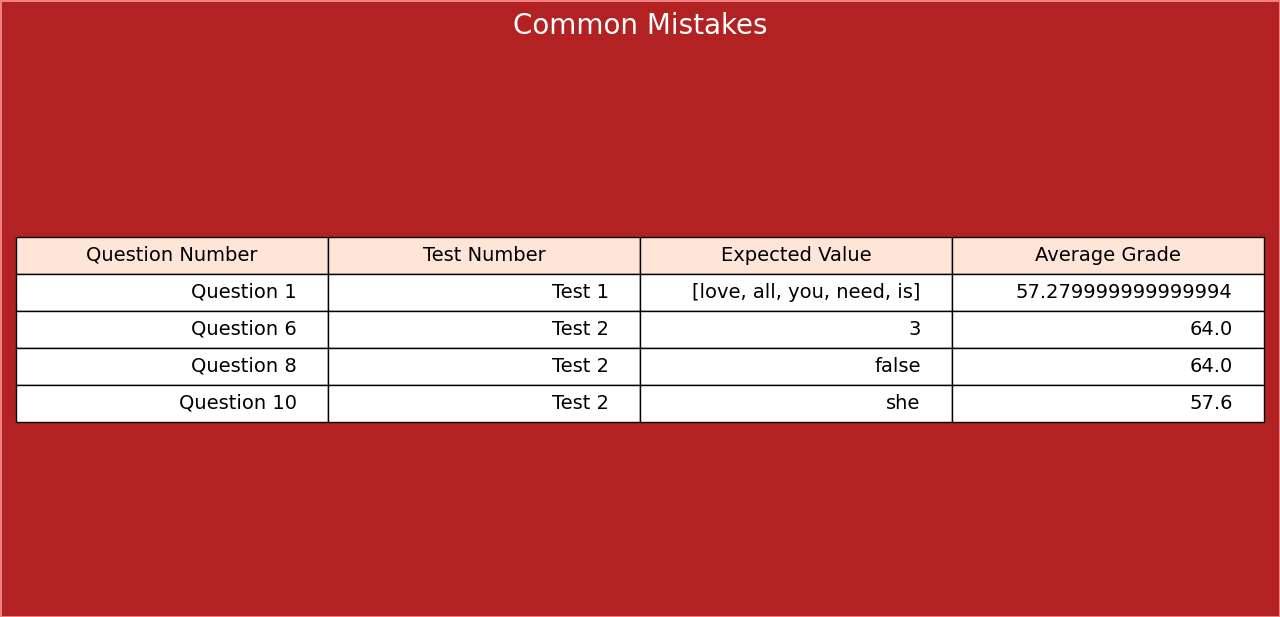 Common Mistakes
Question Number Test Number Expected Value Average Grade
Question 1 Test 1 [love, all, you, need, is] 57.279999999999994
Question 6 Test 2 3 64.0
Question 8 Test 2 false 64.0
Question 10 Test 2 she 57.6